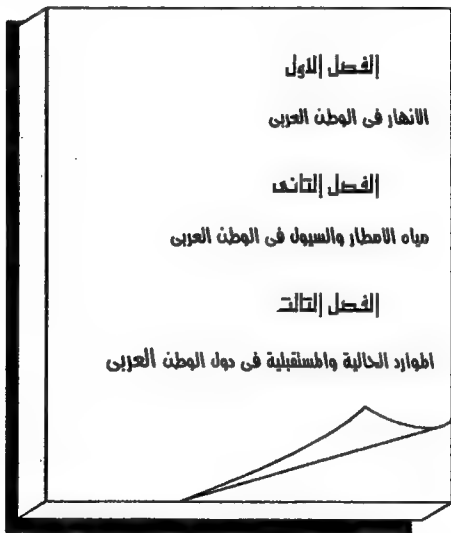 الفصل الاول
الانهار فى الوطن العربى
الفصل الثانى
مياه الامطار والسيول فى الوطن العربى
الفصل الثالث
الموارد الحالية والمستقبلية فى دول الوطن العربى